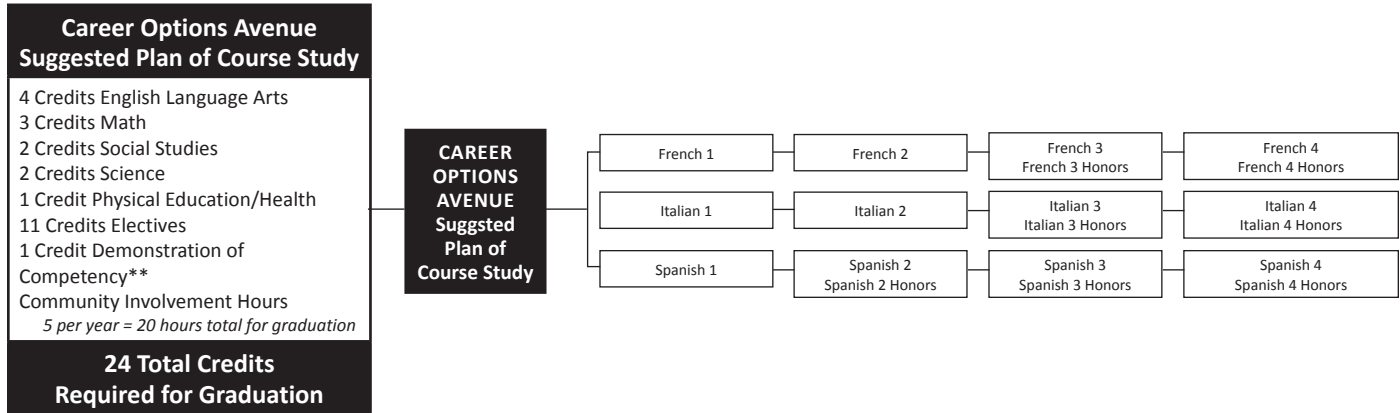 Career Options Avenue
Suggested Plan of Course Study
4 Credits English Language Arts
3 Credits Math
2 Credits Social Studies
2 Credits Science
1 Credit Physical Education/Health
11 Credits Electives
1 Credit Demonstration of
Competency**
Community Involvement Hours
5 per year = 20 hours total for graduation
24 Total Credits
Required for Graduation
CAREER
OPTIONS
AVENUE
Suggsted
Plan of
Course Study
French 1
French 2
French 3
French 3 Honors
French 4
French 4 Honors
Italian 1
Italian 2
Italian 3
Italian 3 Honors
Italian 4
Italian 4 Honors
Spanish 1
Spanish 2
Spanish 2 Honors
Spanish 3
Spanish 3 Honors
Spanish 4
Spanish 4 Honors